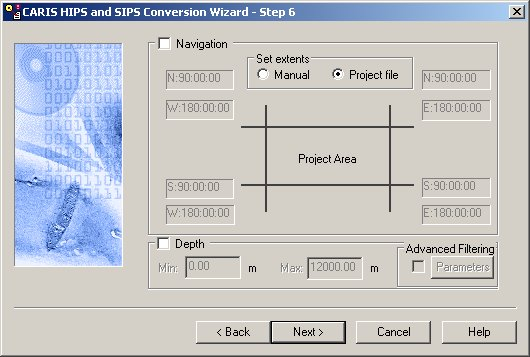 CARIS HIPS and SIPS Conversion Wizard - Step 6
Navigation
Set extents
Manual Project file
N:90:00:00 N:90:00:00
W:180:00:00 E:180:00:00
Project Area
S:90:00:00 S:90:00:00
W:180:00:00 E:180:00:00
Depth
Min: 0.00 m Max: 12000.00 m
Advanced Filtering
Parameters
< Back Next > Cancel Help